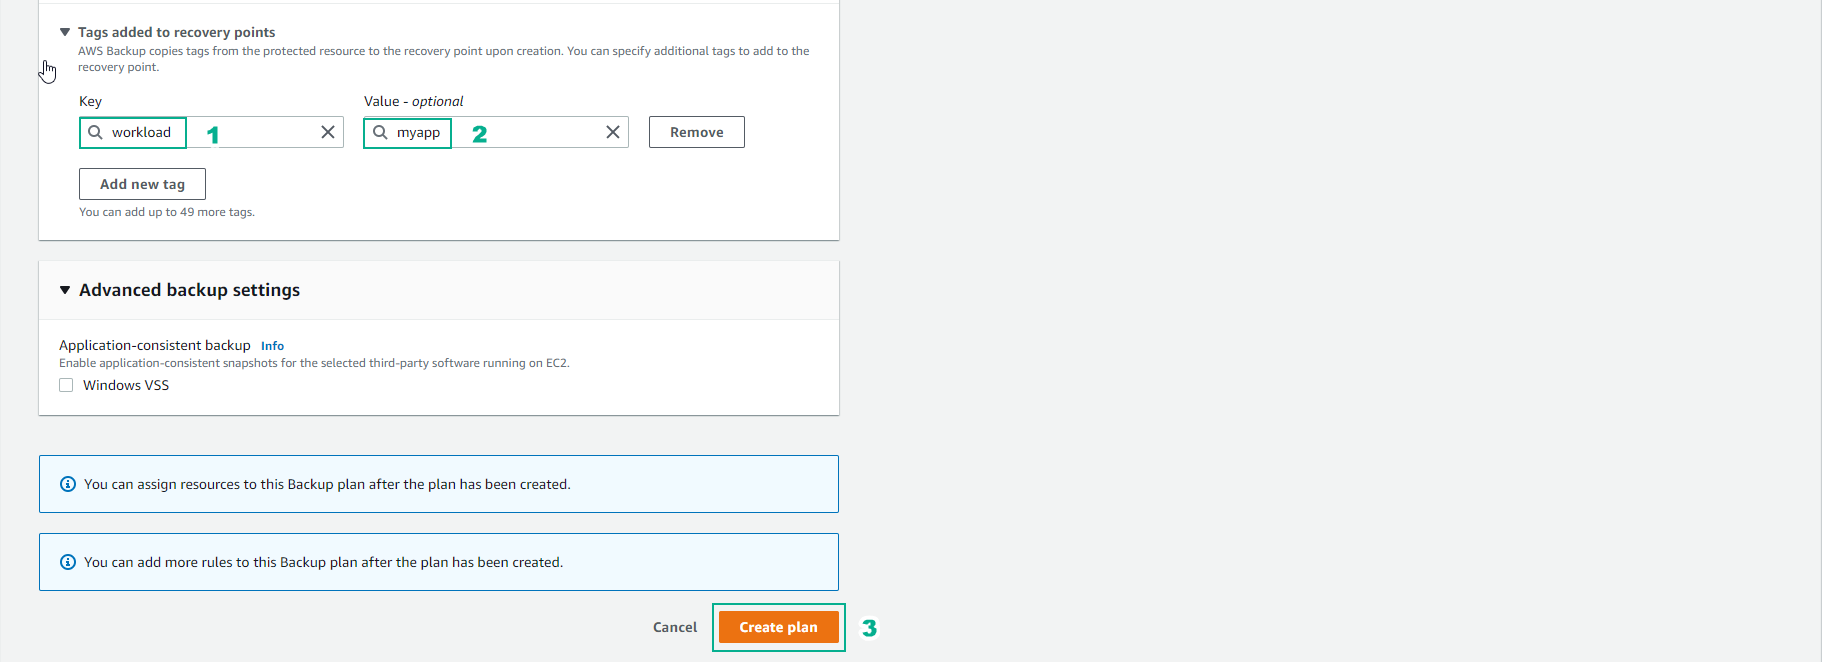 Tags added to recovery points
AWS Backup copies tags from the protected resource to the recovery point upon creation. You can specify additional tags to add to the
recovery point.
Key Value - optional
workload 1 myapp 2 Remove
Add new tag
You can add up to 49 more tags.
Advanced backup settings
Application-consistent backup Info
Enable application-consistent snapshots for the selected third-party software running on EC2.
Windows VSS
You can assign resources to this Backup plan after the plan has been created.
You can add more rules to this Backup plan after the plan has been created.
Cancel Create plan 3